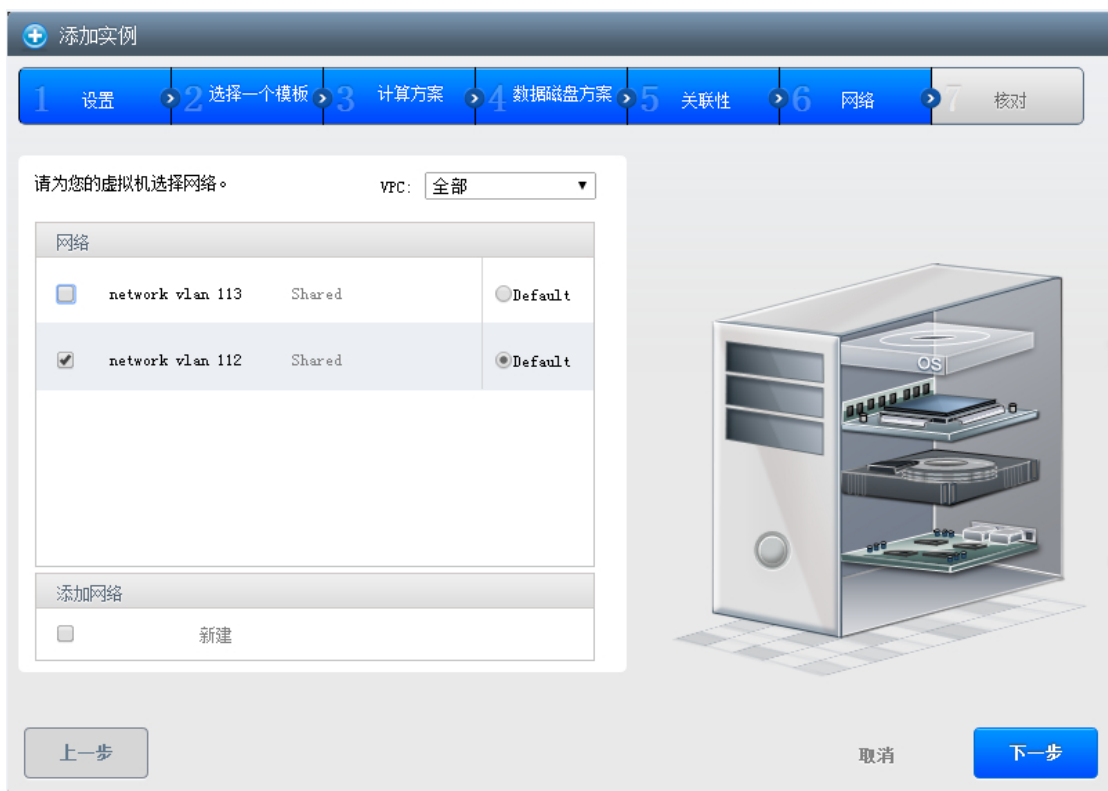 添加实例
1 设置 2 选择一个模板 3 计算方案 4 数据磁盘方案 5 关联性 6 网络 7 核对
请为您的虚拟机选择网络。 VPC: 全部
网络
network vlan 113 Shared Default
network vlan 112 Shared Default
OS
添加网络
新建
上一步 取消 下一步